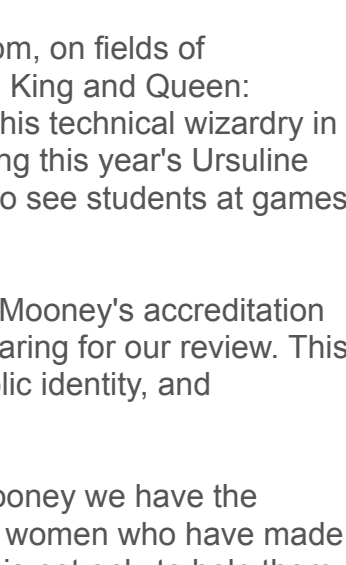 om, on fields of
King and Queen:
his technical wizardry in
ng this year's Ursuline
o see students at games
Mooney's accreditation
aring for our review. This
lic identity, and
ooney we have the
women who have made
is not only to help them